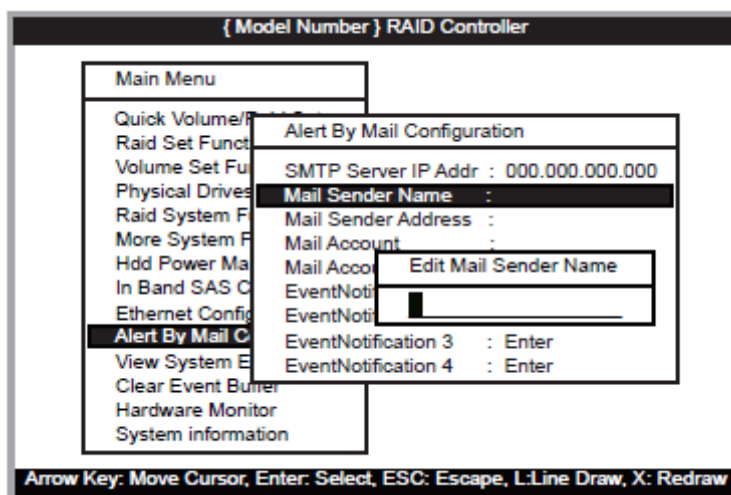 { Model Number } RAID Controller
Main Menu
Quick Volume/
Raid Set Funct
Volume Set Fu
Physical Drives
Raid System F
More System F
Hdd Power Ma
In Band SAS C
Ethernet Config
Alert By Mail C
View System E
Clear Event Buffer
Hardware Monitor
System information
Alert By Mail Configuration
SMTP Server IP Addr : 000.000.000.000
Mail Sender Name :
Mail Sender Address :
Mail Account :
Mail Accou
EventNotif
EventNotif
EventNotification 3 : Enter
EventNotification 4 : Enter
Edit Mail Sender Name
Arrow Key: Move Cursor, Enter: Select, ESC: Escape, L:Line Draw, X: Redraw